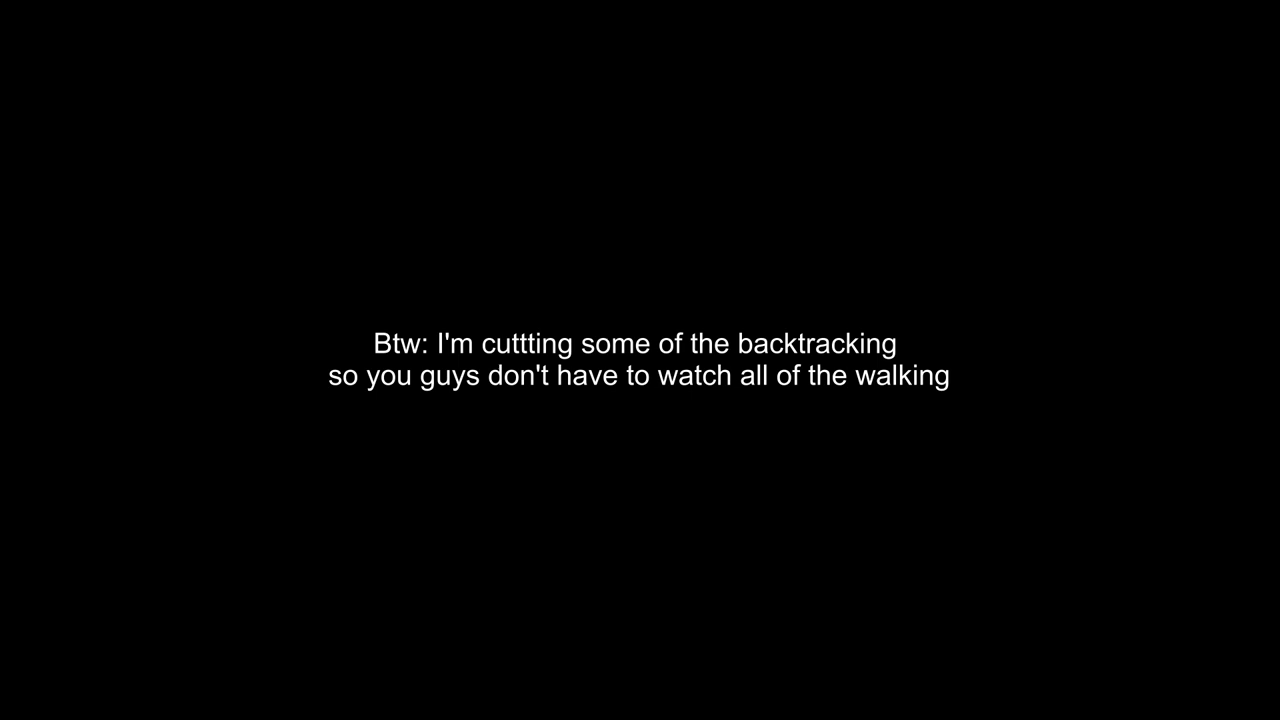 Btw: I'm cuttting some of the backtracking
so you guys don't have to watch all of the walking